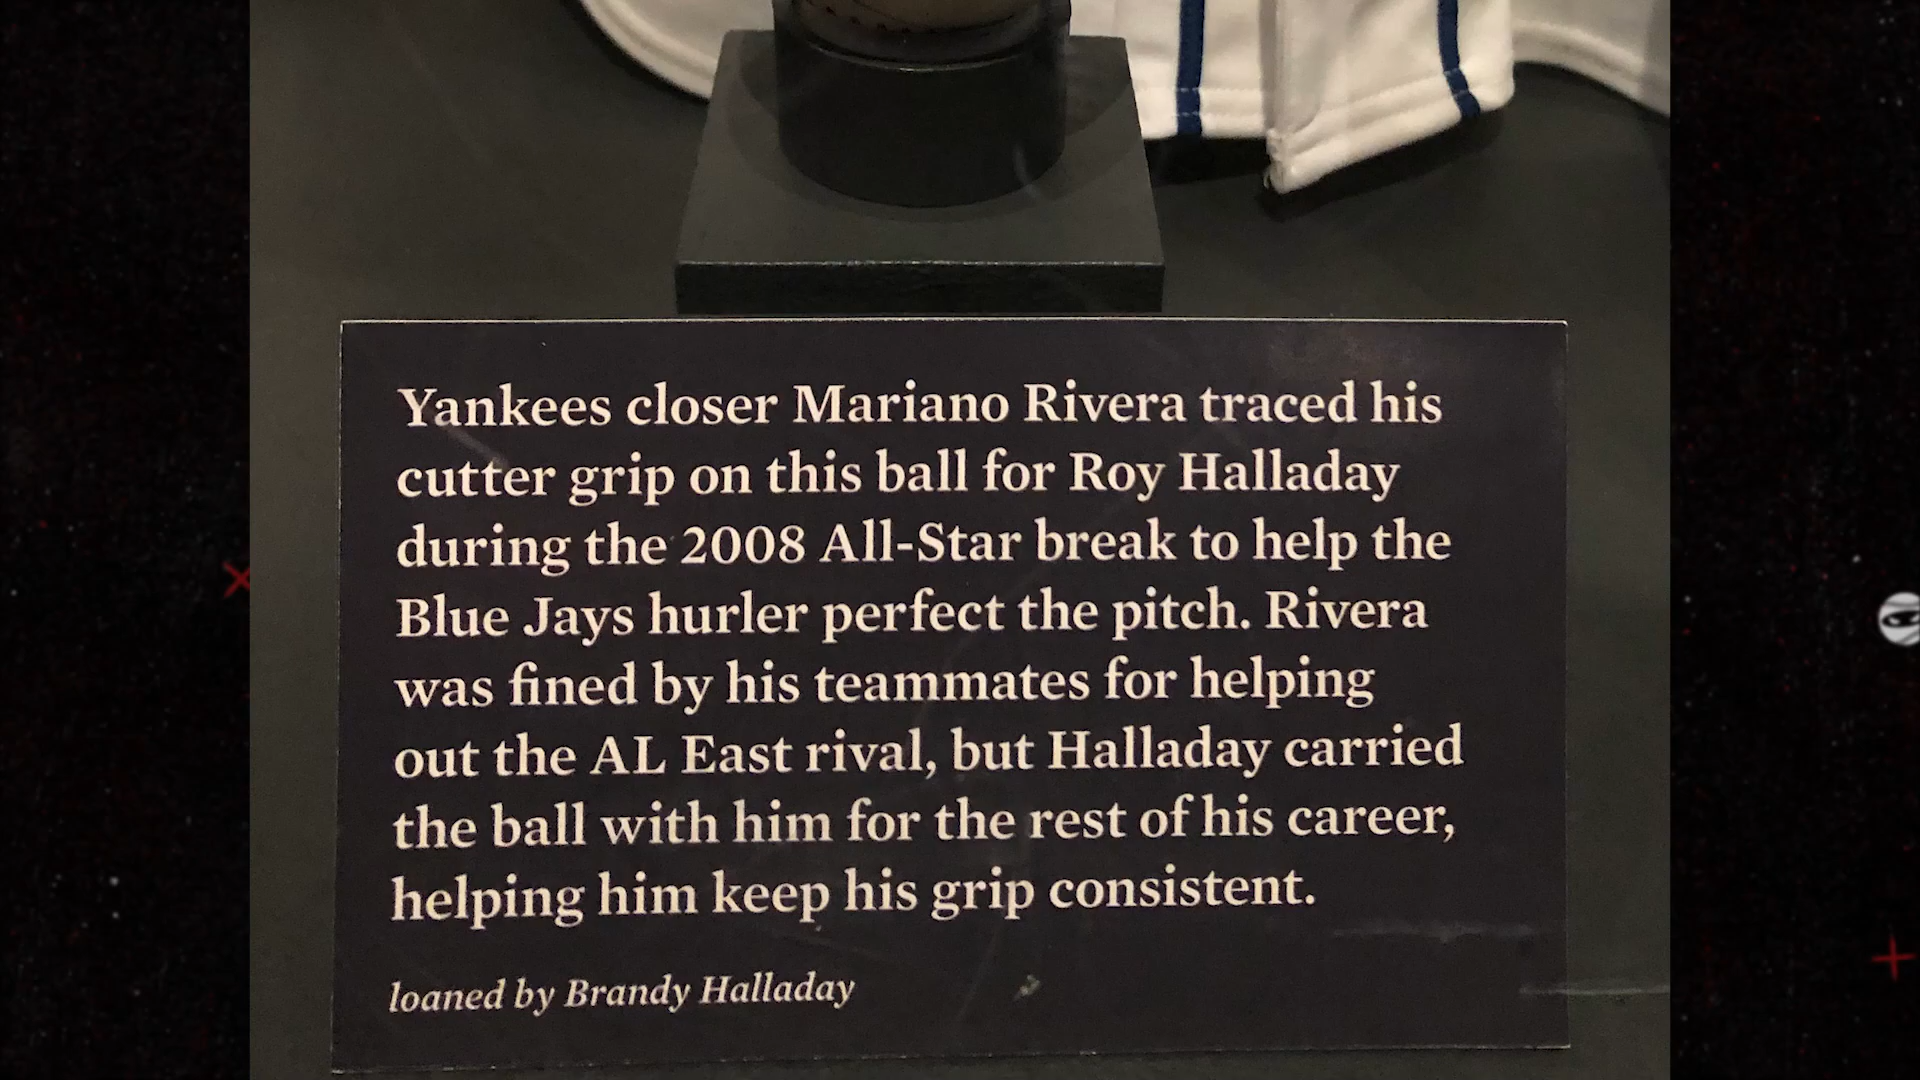 Yankees closer Mariano Rivera traced his
cutter grip on this ball for Roy Halladay
during the 2008 All-Star break to help the
Blue Jays hurler perfect the pitch. Rivera
was fined by his teammates for helping
out the AL East rival, but Halladay carried
the ball with him for the rest of his career,
helping him keep his grip consistent.
loaned by Brandy Halladay